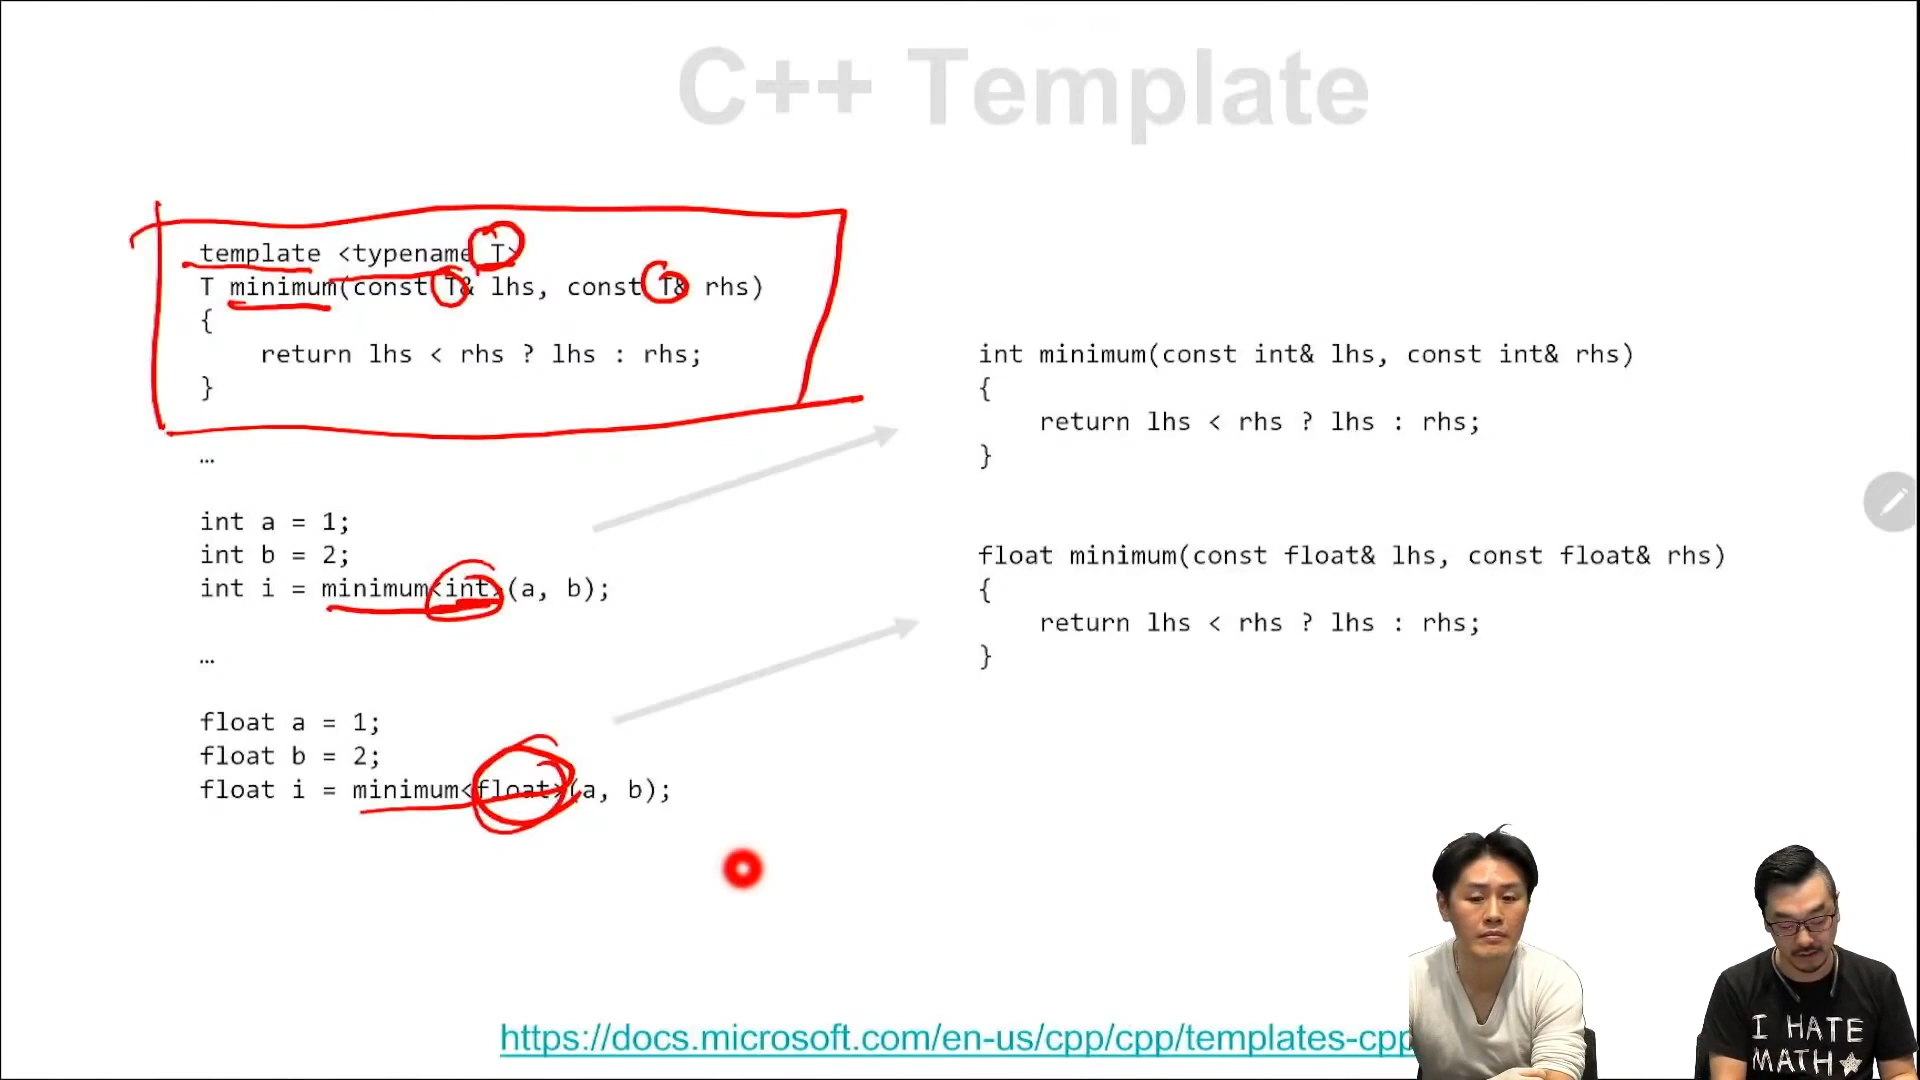 C++ Template
template <typename T>
T minimum(const T& lhs, const T& rhs)
{
return lhs < rhs ? lhs : rhs;
}
…
int a = 1;
int b = 2;
int i = minimum<int>(a, b);
…
float a = 1;
float b = 2;
float i = minimum<float>(a, b);
int minimum(const int& lhs, const int& rhs)
{
return lhs < rhs ? lhs : rhs;
}
float minimum(const float& lhs, const float& rhs)
{
return lhs < rhs ? lhs : rhs;
}
https://docs.microsoft.com/en-us/cpp/cpp/templates-cpp
I HATE
MATH